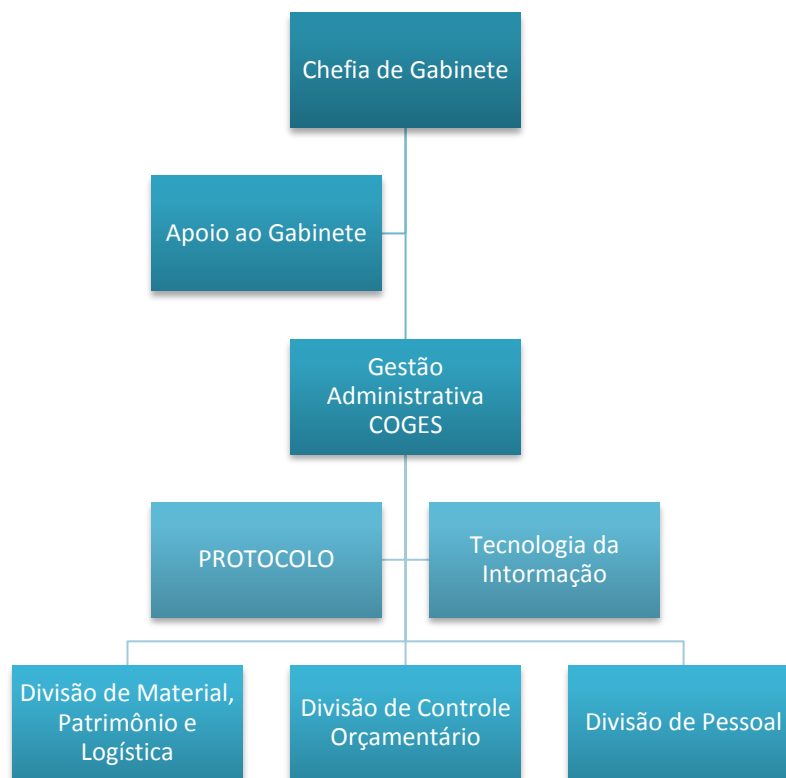 Chefia de Gabinete
Apoio ao Gabinete
Gestão
Administrativa
COGES
PROTOCOLO
Tecnologia da
Intormação
Divisão de Material,
Patrimônio e
Logística
Divisão de Controle
Orçamentário
Divisão de Pessoal